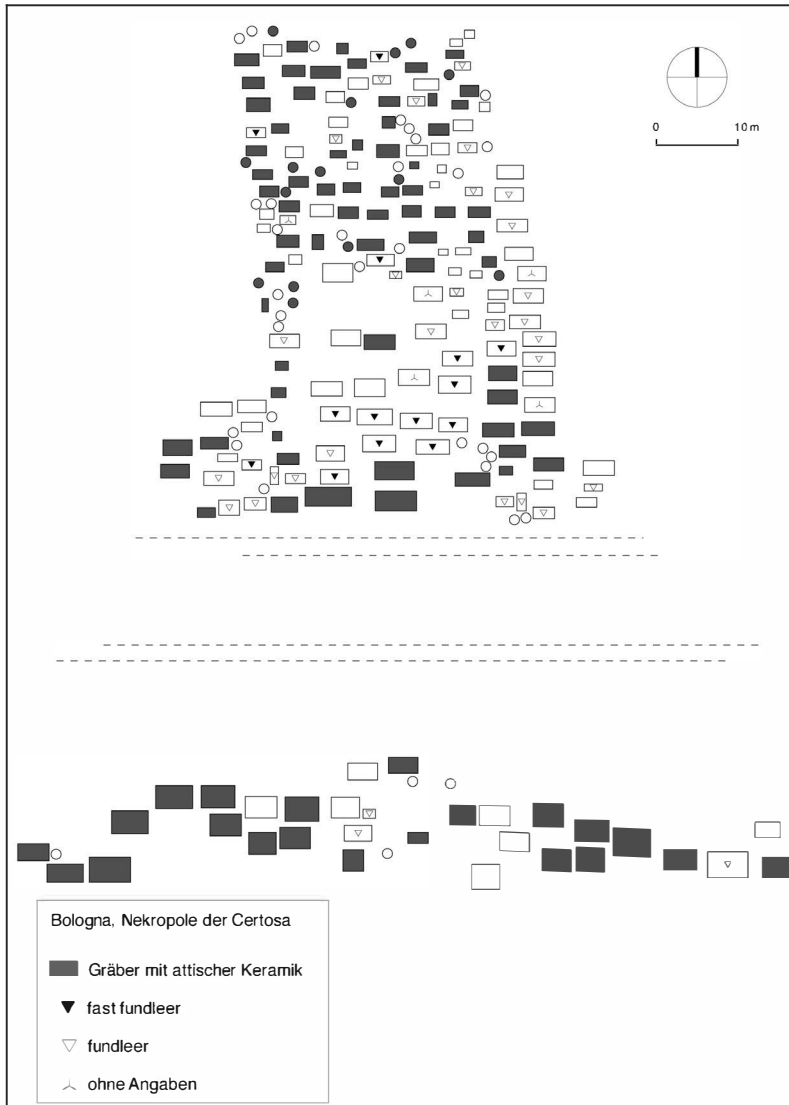 0 10 m
Bologna, Nekropole der Certosa
Gräber mit attischer Keramik
fast fundleer
fundleer
ohne Angaben